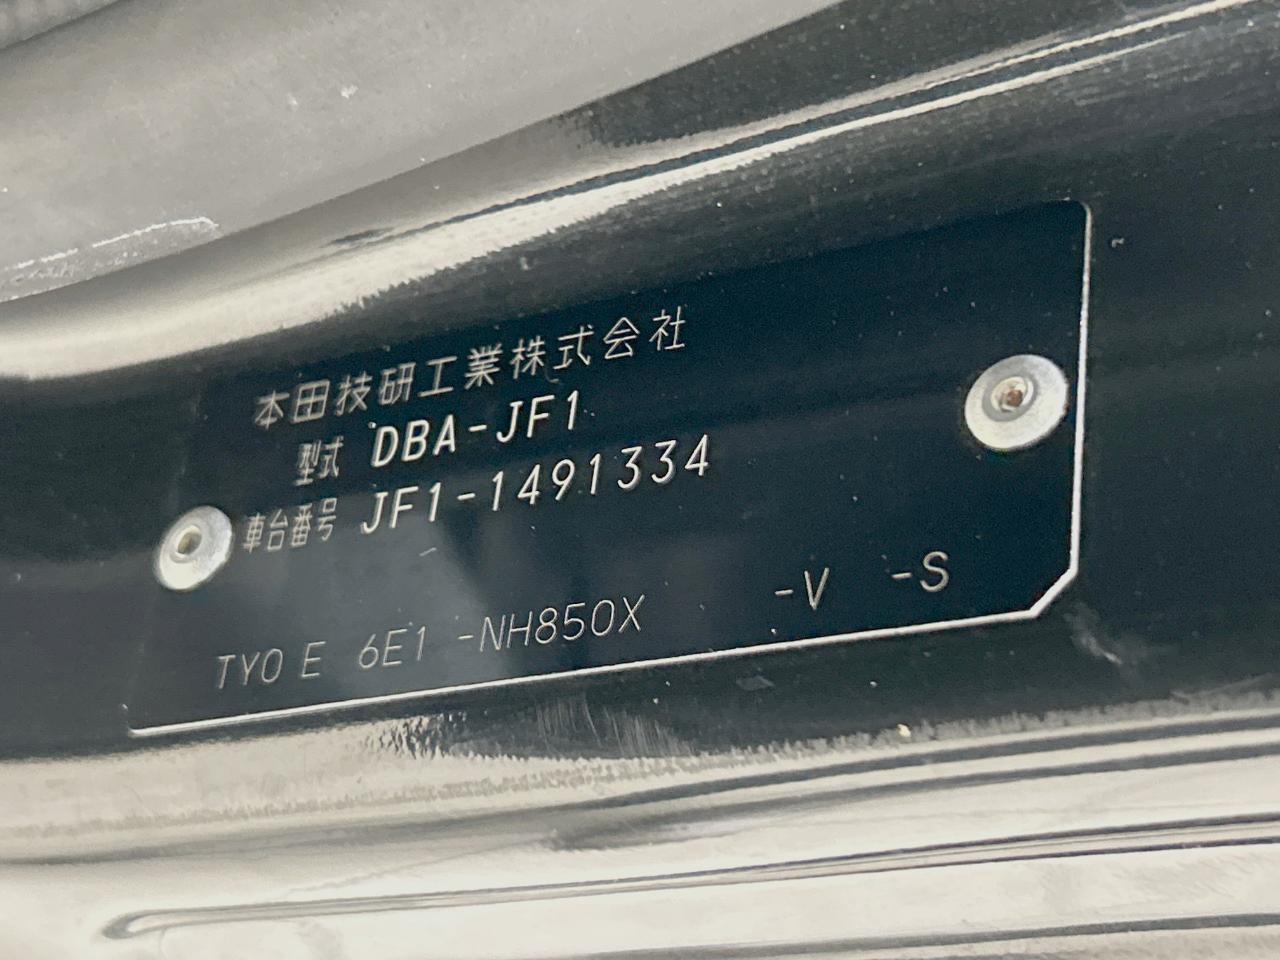 本田技研工業株式会社
型式 DBA-JF1
車台番号 JF1-1491334
TY0 E 6E1 -NH850X -V -S